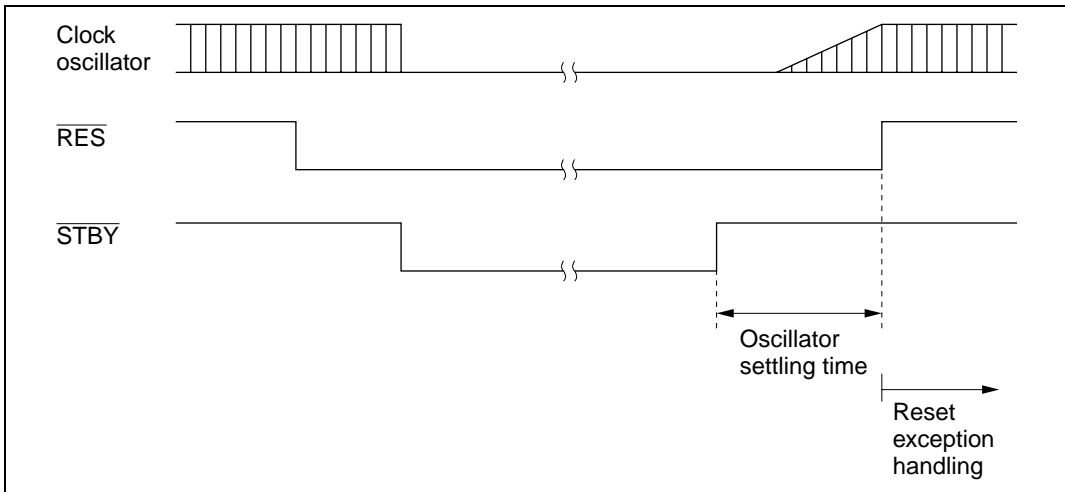 Clock
oscillator
RES
STBY
Oscillator
settling time
Reset
exception
handling